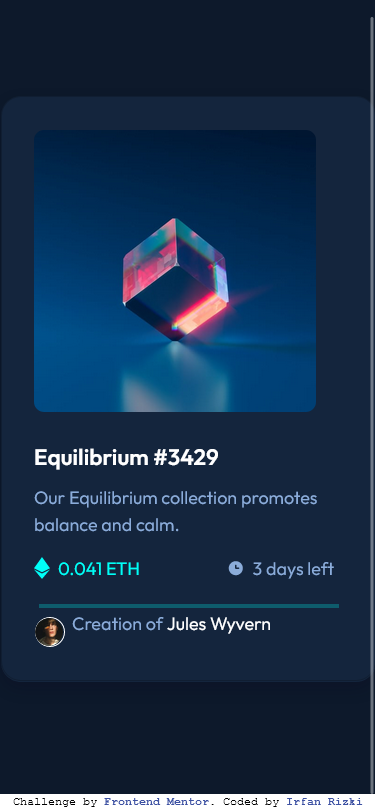 Equilibrium #3429
Our Equilibrium collection promotes
balance and calm.
0.041 ETH 3 days left
Creation of Jules Wyvern
Challenge by Frontend Mentor. Coded by Irfan Rizki